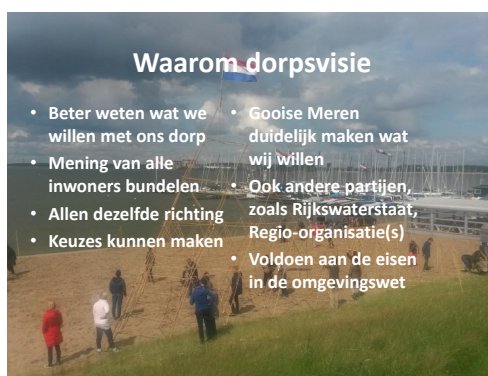 Waarom dorpsvisie
• Beter weten wat we
willen met ons dorp
• Mening van alle
inwoners bundelen
• Allen dezelfde richting
• Keuzes kunnen maken
• Gooise Meren
duidelijk maken wat
wij willen
• Ook andere partijen,
zoals Rijkswaterstaat,
Regio-organisatie(s)
• Voldoen aan de eisen
in de omgevingswet